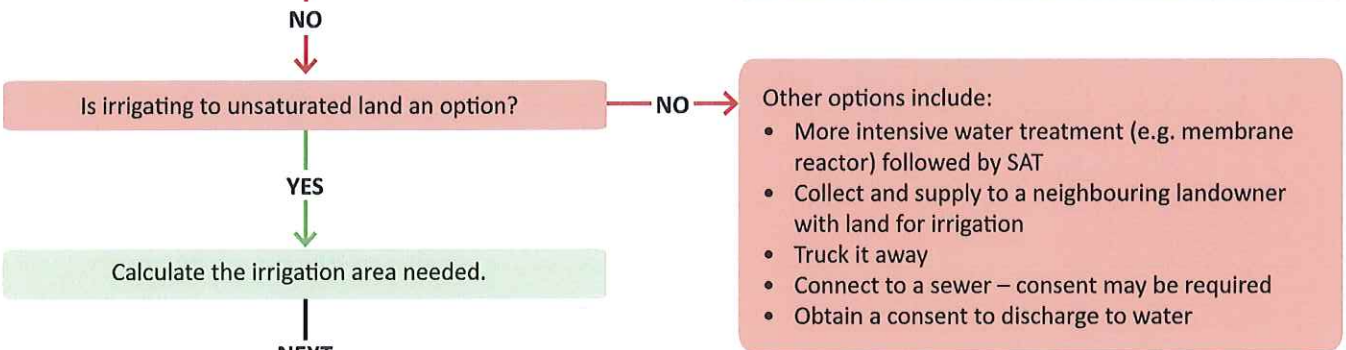 NO
Is irrigating to unsaturated land an option?
NO
Other options include:
• More intensive water treatment (e.g. membrane
reactor) followed by SAT
• Collect and supply to a neighbouring landowner
with land for irrigation
• Truck it away
• Connect to a sewer – consent may be required
• Obtain a consent to discharge to water
YES
Calculate the irrigation area needed.
NEXT